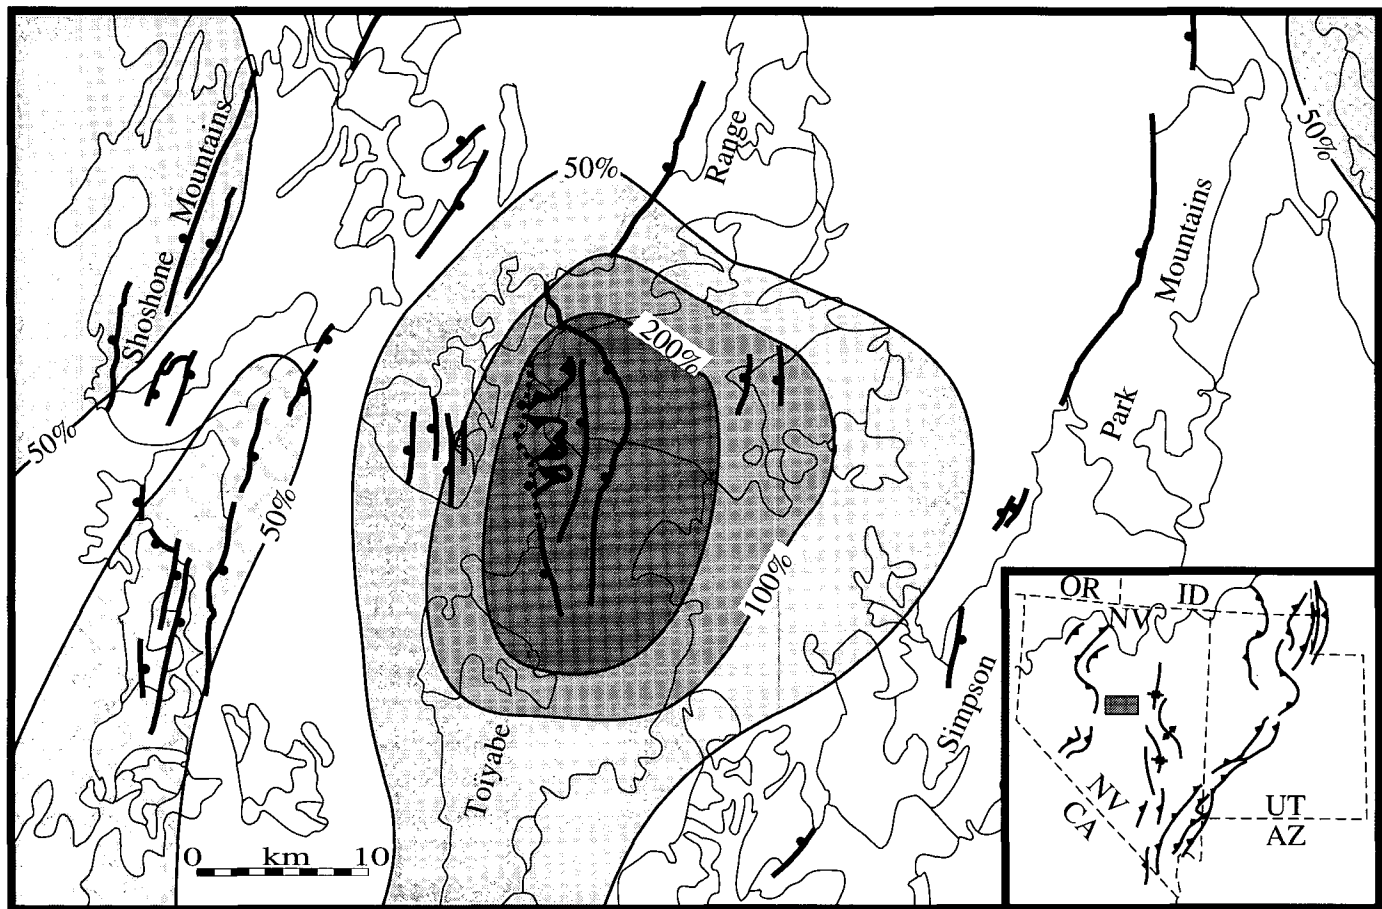 50%
50%
Range
Shoshone Mountains
Mountains
200%
Park
50%
50%
100%
Simpson
Toiyabe
0 km 10
OR
ID
NV
NV
CA
UT
AZ